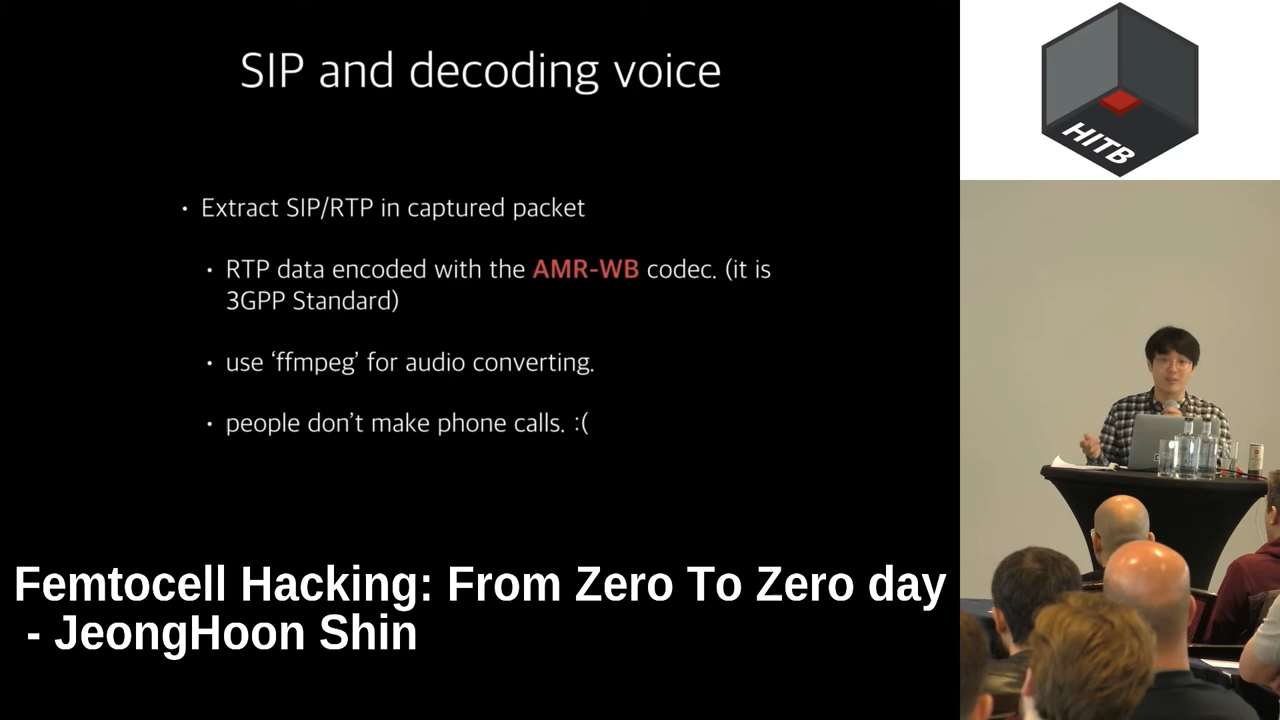 SIP and decoding voice
• Extract SIP/RTP in captured packet
• RTP data encoded with the AMR-WB codec. (it is
3GPP Standard)
• use ‘ffmpeg’ for audio converting.
• people don’t make phone calls. :(
Femtocell Hacking: From Zero To Zero day
- JeongHoon Shin
HITB